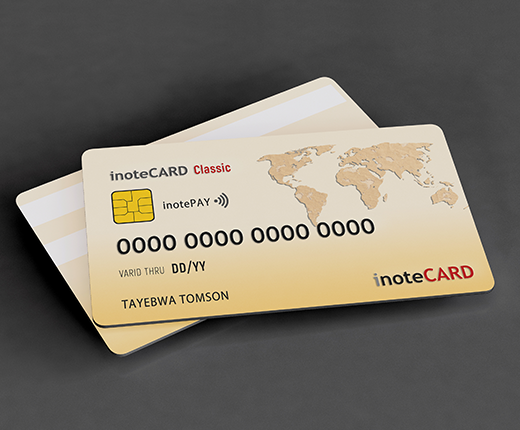 inoteCARD Classic
inotePAY
0000 0000 0000 0000
VARID THRU DD/YY
TAYEBWA TOMSON
inoteCARD